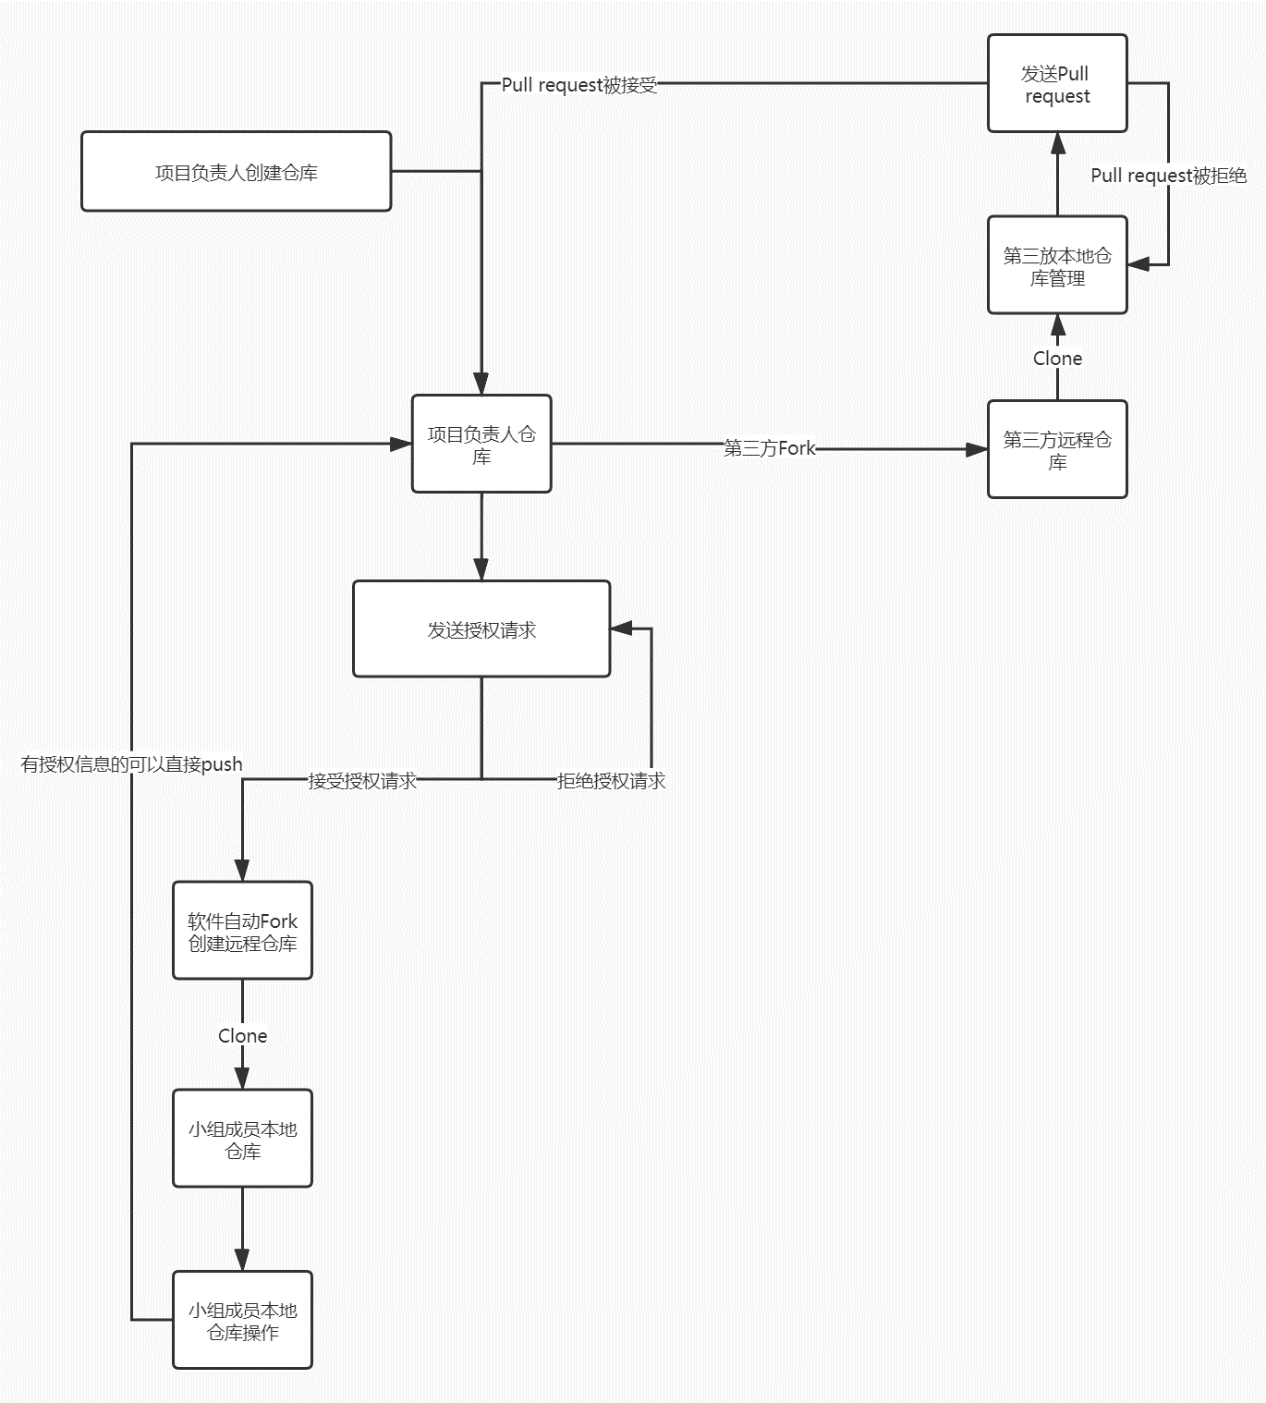 发送Pull
request
Pull request被接受
项目负责人创建仓库
Pull request被拒绝
第三放本地仓
库管理
Clone
项目负责人仓
库
第三方Fork
第三方远程仓
库
发送授权请求
有授权信息的可以直接push
接受授权请求
拒绝授权请求
软件自动Fork
创建远程仓库
Clone
小组成员本地
仓库
小组成员本地
仓库操作